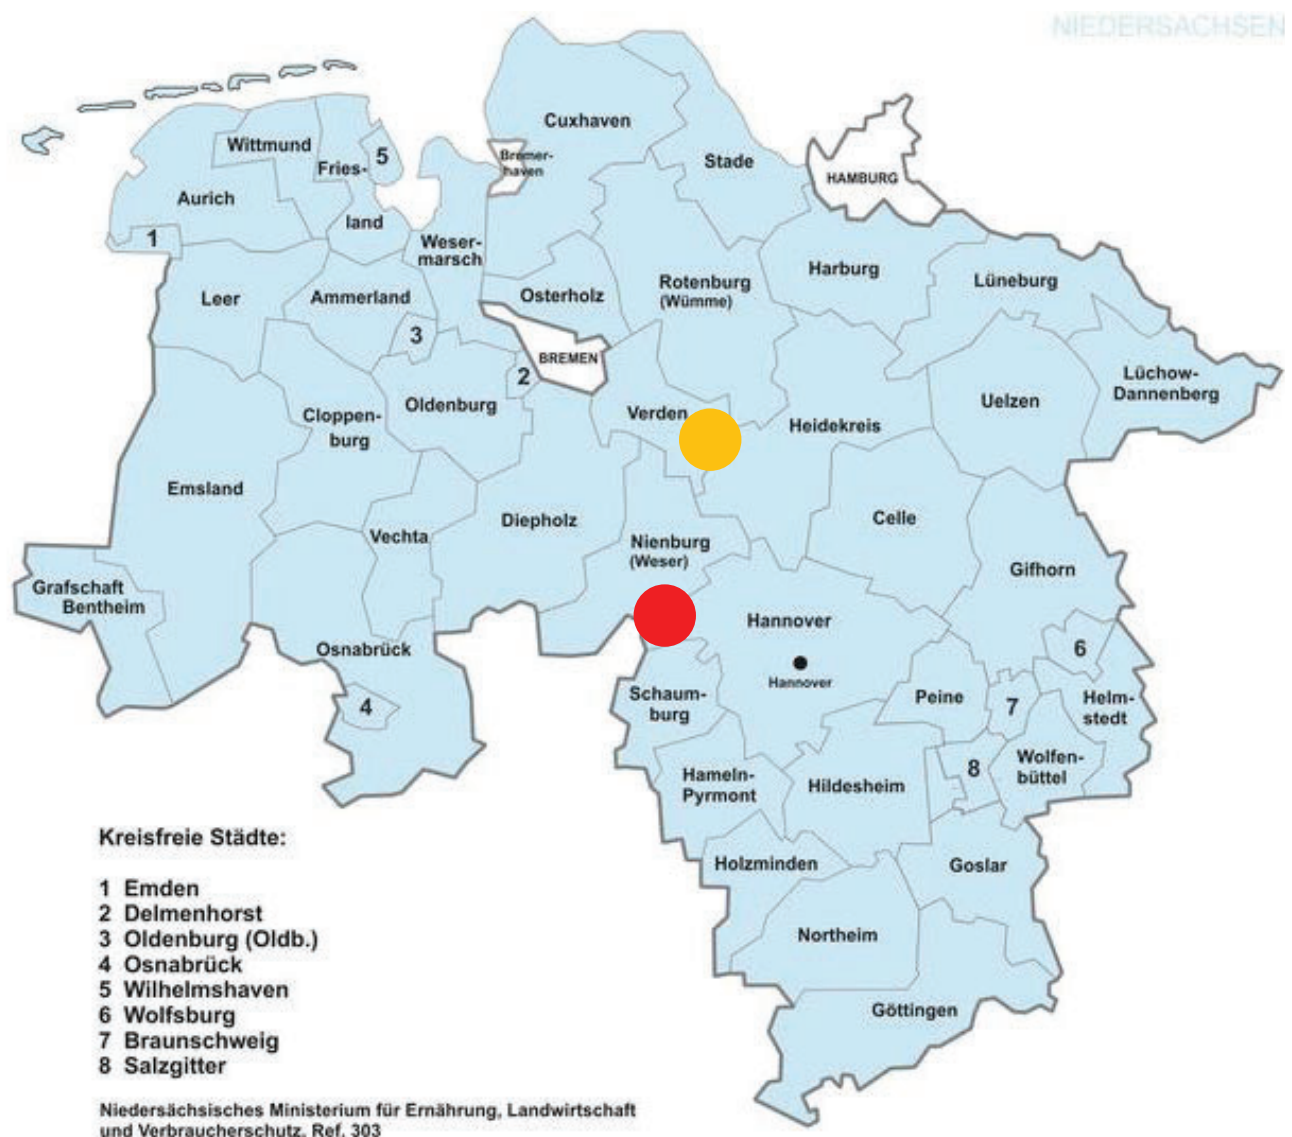 NIEDERSACHSEN
Cuxhaven
Wittmund
5
Bremer-
haven
Stade
Fries-
HAMBURG
Aurich
land
1
Weser-
marsch
Harburg
Rotenburg
(Wümme)
Lüneburg
Leer
Ammerland
Osterholz
3
BREMEN
2
Lüchow-
Dannenberg
Oldenburg
Uelzen
Cloppen-
burg
Verden
Heidekreis
Emsland
Diepholz
Celle
Vechta
Nienburg
(Weser)
Gifhorn
Grafschaft
Bentheim
Hannover
6
Osnabrück
Hannover
Schaum-
burg
Peine
Helm-
stedt
4
7
Wolfen-
büttel
8
Hameln-
Pyrmont
Hildesheim
Kreisfreie Städte:
Holzminden
Goslar
1 Emden
2 Delmenhorst
3 Oldenburg (Oldb.)
4 Osnabrück
5 Wilhelmshaven
6 Wolfsburg
7 Braunschweig
8 Salzgitter
Northeim
Göttingen
Niedersächsisches Ministerium für Ernährung, Landwirtschaft
und Verbraucherschutz, Ref. 303